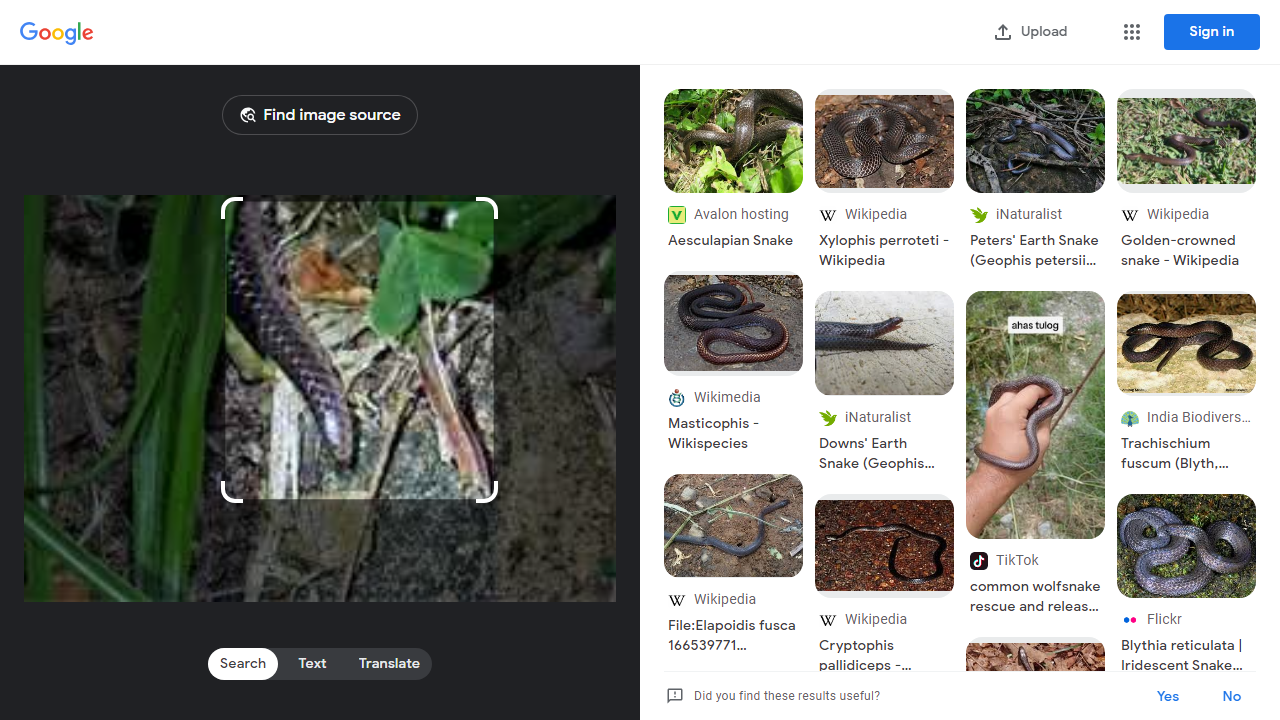 Google
Upload
Sign in
Find image source
Search
Text
Translate
Avalon hosting
Aesculapian Snake
Wikipedia
Xylophis perroteti -
Wikipedia
iNaturalist
Peters' Earth Snake
(Geophis petersii...
Wikipedia
Golden-crowned
snake - Wikipedia
Wikimedia
Masticophis -
Wikispecies
iNaturalist
Downs' Earth
Snake (Geophis...
ahas tulog
TikTok
common wolfsnake
rescue and releas...
India Biodivers...
Trachischium
fuscum (Blyth,...
Wikipedia
File:Elapoidis fusca
166539771...
Wikipedia
Cryptophis
pallidiceps -...
Flickr
Blythia reticulata |
Iridescent Snake...
Did you find these results useful?
Yes
No